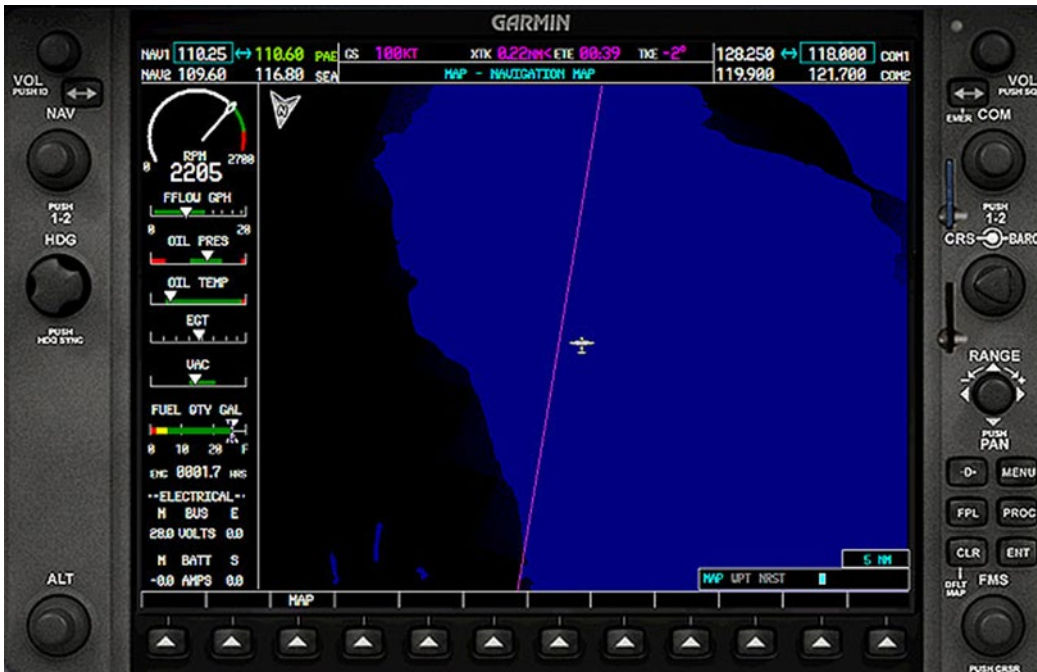 GARMIN
NAV1 110.25 ↔ 110.60 PAE GS 100KT XTK 0.22NM< ETE 00:39 TKE -2° 128.250 ↔ 118.000 COM1
NAV2 109.60 116.80 SEA MAP - NAVIGATION MAP 119.900 121.700 COM2
VOL
PUSH ID
NAV
PUSH
1-2
HDG
PUSH
HDG SYNC
ALT
N
RPM
0 2700
2205
FFLOW GPH
0 20
OIL PRES
OIL TEMP
EGT
VAC
FUEL QTY GAL
0 10 20 F
ENG 0001.7 HRS
--ELECTRICAL--
M BUS E
28.0 VOLTS 0.0
M BATT S
-0.0 AMPS 0.0
5 NM
MAP WPT NRST
MAP
VOL
PUSH SQ
EMER COM
PUSH
1-2
CRS BARO
RANGE
- +
PUSH
PAN
-D- MENU
FPL PROC
CLR ENT
DFLT
MAP
FMS
PUSH CRSR